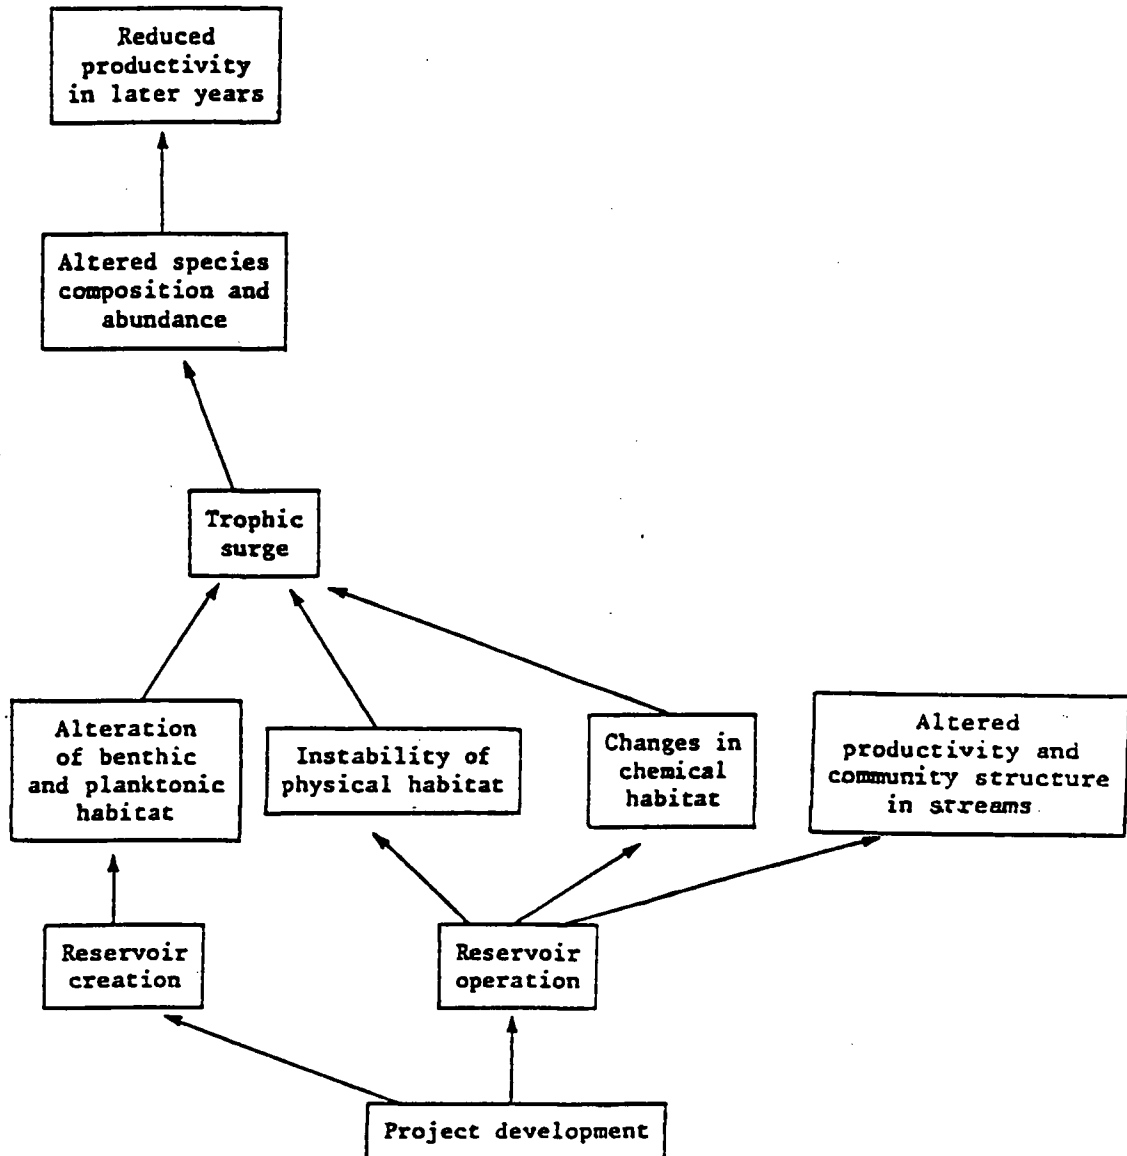 Reduced
productivity
in later years
Altered species
composition and
abundance
Trophic
surge
Alteration
of benthic
and planktonic
habitat
Instability of
physical habitat
Changes in
chemical
habitat
Altered
productivity and
community structure
in streams
Reservoir
creation
Reservoir
operation
Project development